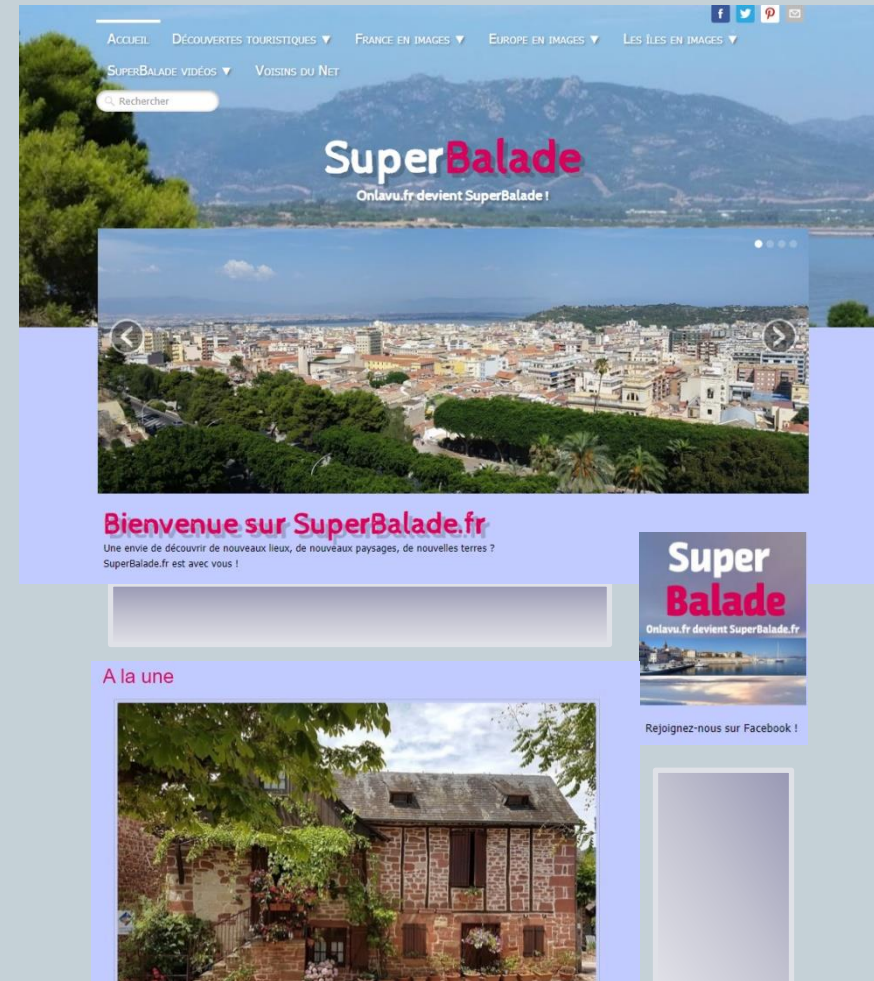 Accueil Découvertes touristiques ▼ France en images ▼ Europe en images ▼ Les Îles en images ▼
SuperBalade vidéos ▼ Voisins du Net
Rechercher
SuperBalade
Onlavu.fr devient SuperBalade !
Bienvenue sur SuperBalade.fr
Une envie de découvrir de nouveaux lieux, de nouveaux paysages, de nouvelles terres ?
SuperBalade.fr est avec vous !
Super
Balade
Onlavu.fr devient SuperBalade.fr
Rejoignez-nous sur Facebook !
A la une